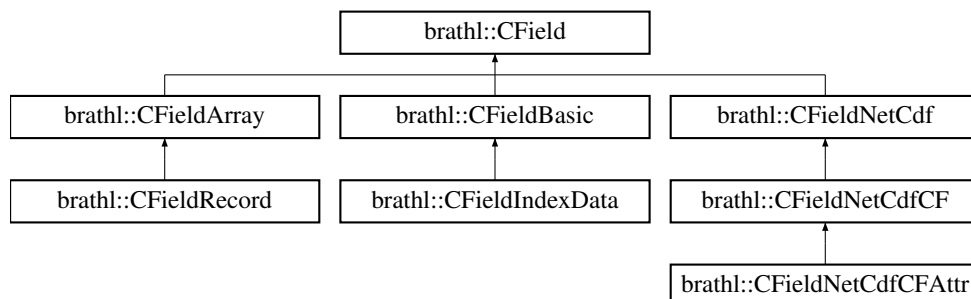 brathl::CField
brathl::CFieldArray
brathl::CFieldBasic
brathl::CFieldNetCdf
brathl::CFieldRecord
brathl::CFieldIndexData
brathl::CFieldNetCdfCF
brathl::CFieldNetCdfCFAttr